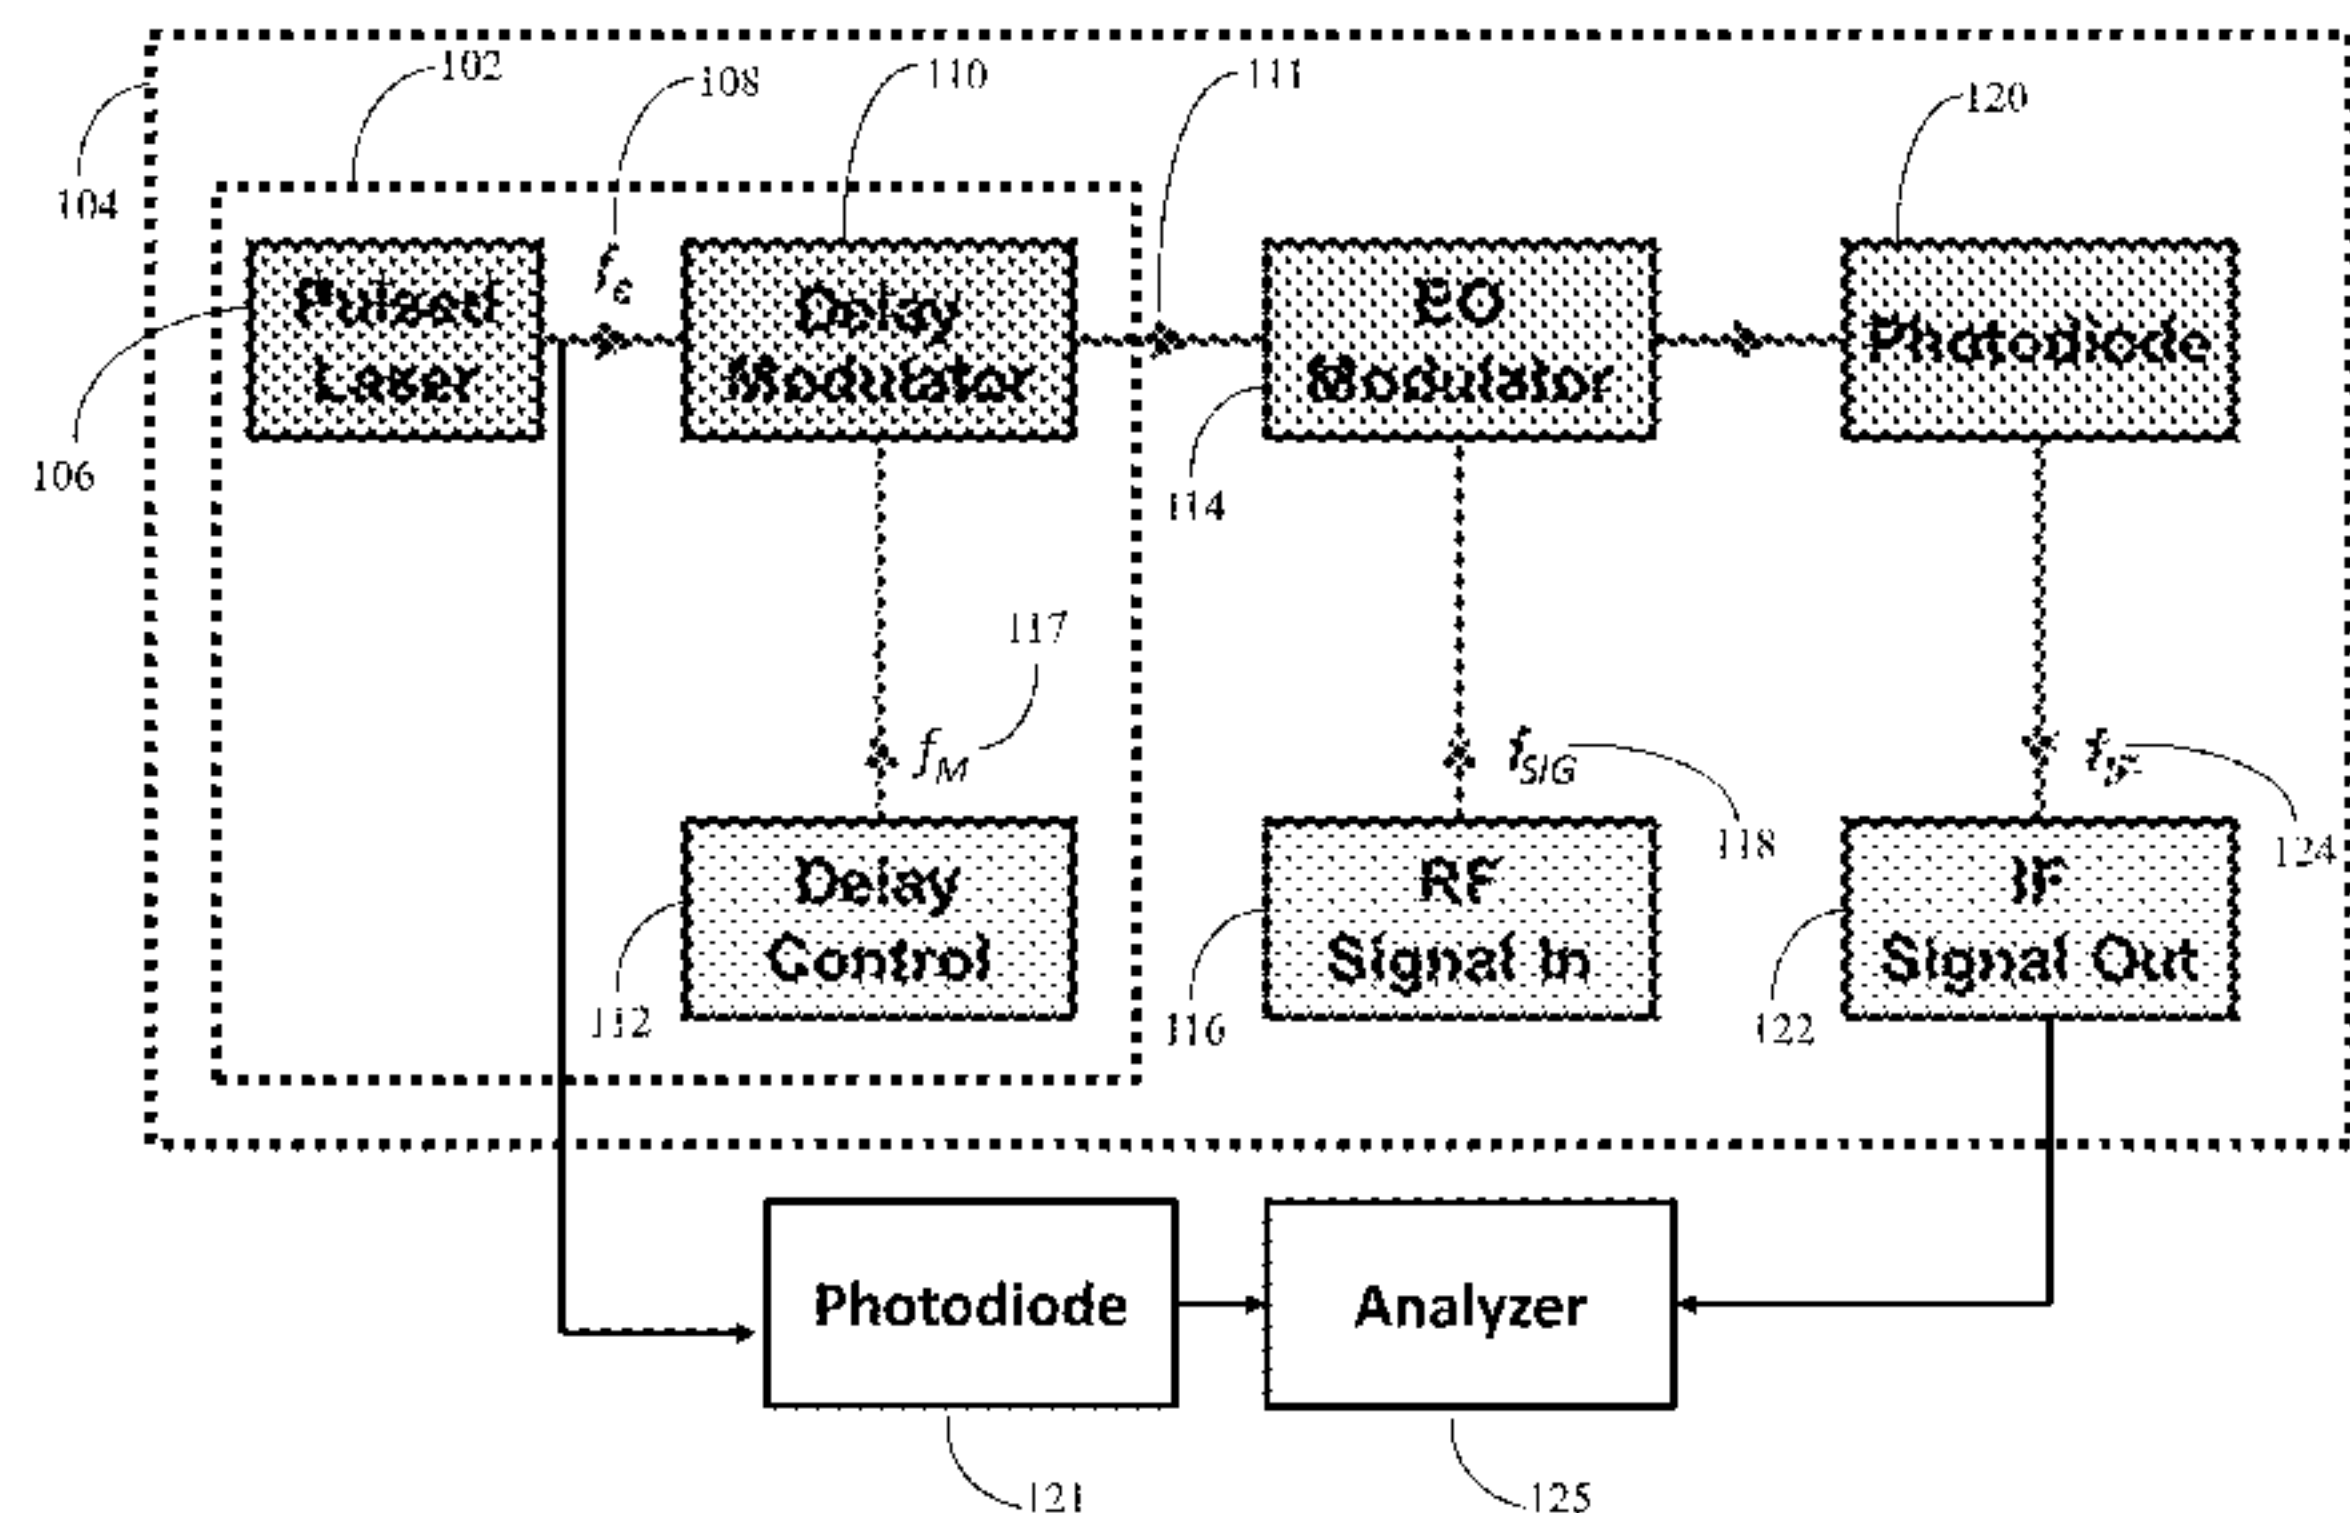 102
108
110
111
120
104
Pulsed
Laser
fC
Delay
Modulator
EO
Modulator
Photodiode
106
114
117
fM
fSIG
fIF
118
124
Delay
Control
RF
Signal In
IF
Signal Out
112
116
122
Photodiode
Analyzer
121
125